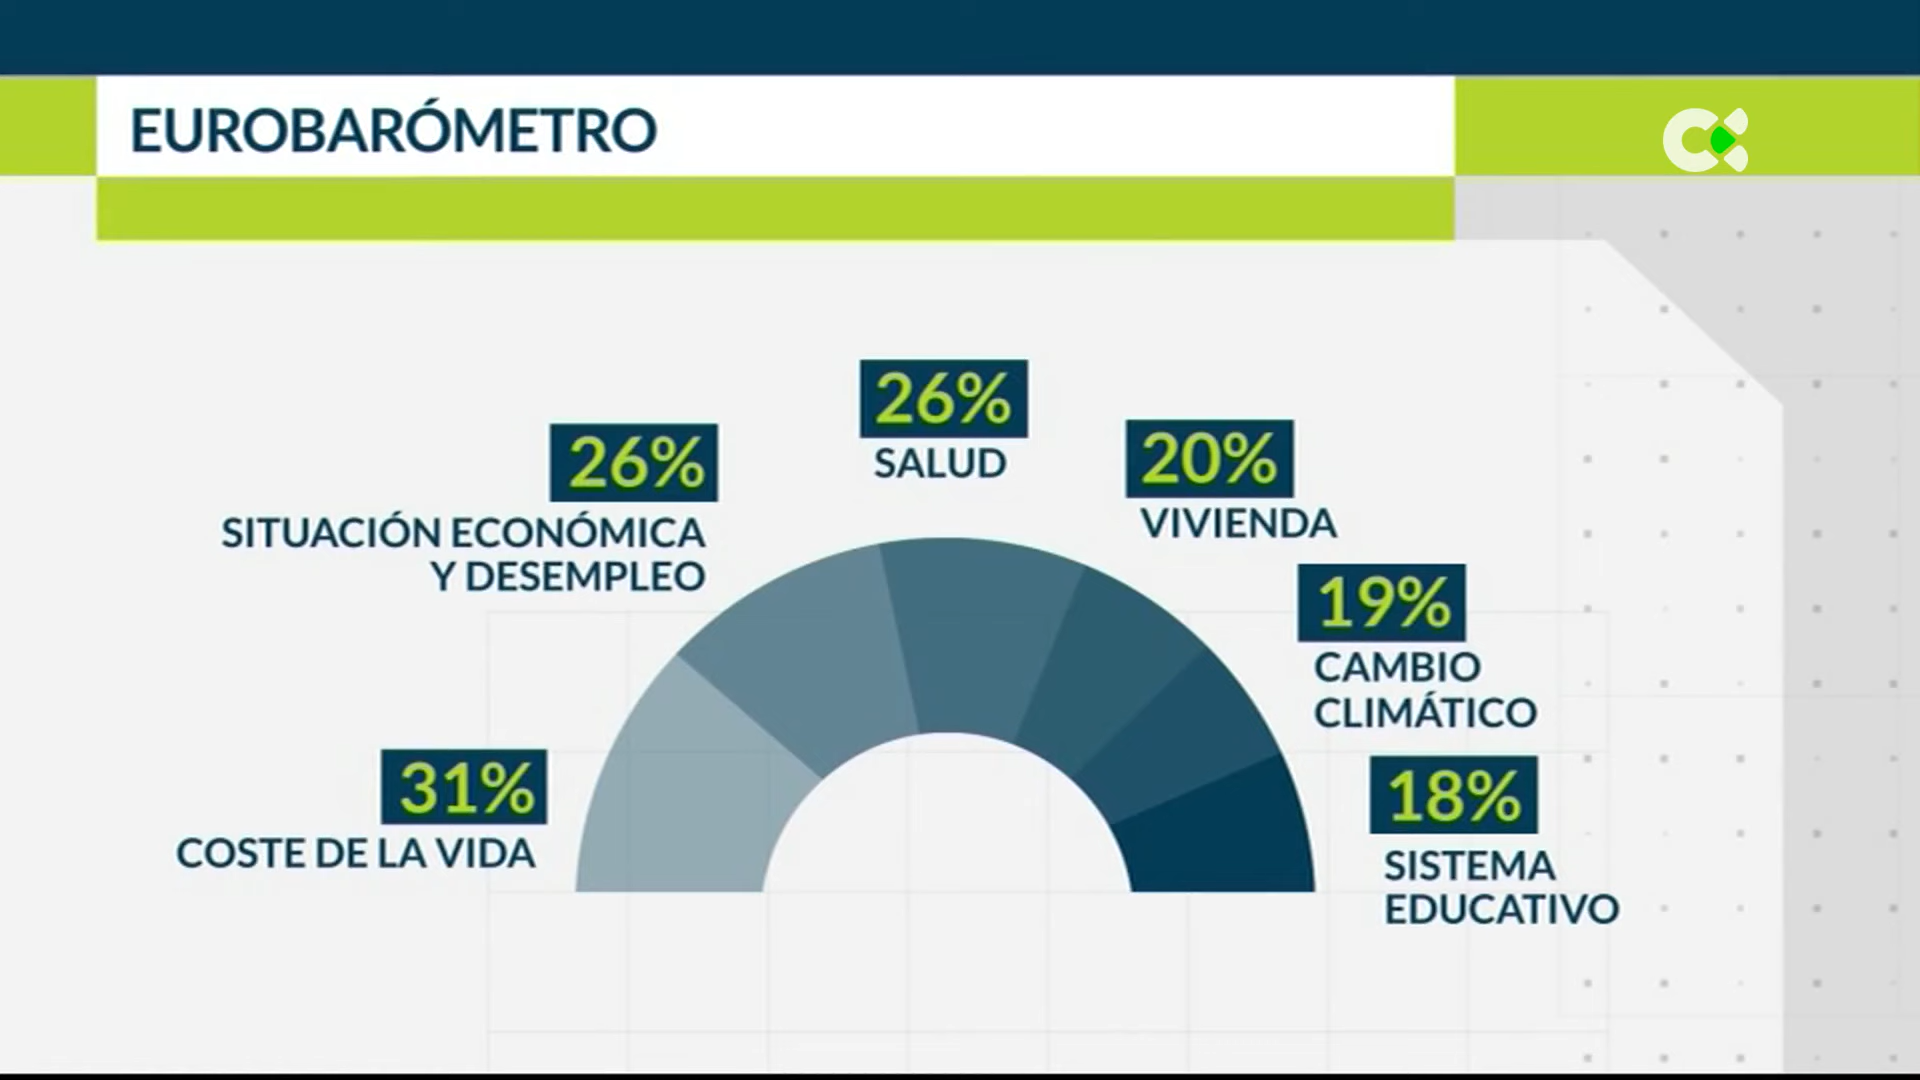 EUROBARÓMETRO
26%
SALUD
26%
SITUACIÓN ECONÓMICA
Y DESEMPLEO
20%
VIVIENDA
19%
CAMBIO
CLIMÁTICO
31%
COSTE DE LA VIDA
18%
SISTEMA
EDUCATIVO